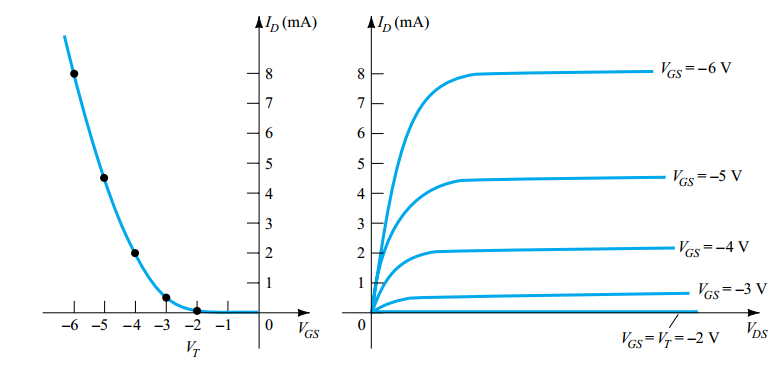 I_D (mA)
8
7
6
5
4
3
2
1
–6 –5 –4 –3 –2 –1 0 V_GS
V_T
I_D (mA)
8
7
6
5
4
3
2
1
0
V_GS = –6 V
V_GS = –5 V
V_GS = –4 V
V_GS = –3 V
V_GS = V_T = –2 V
V_DS